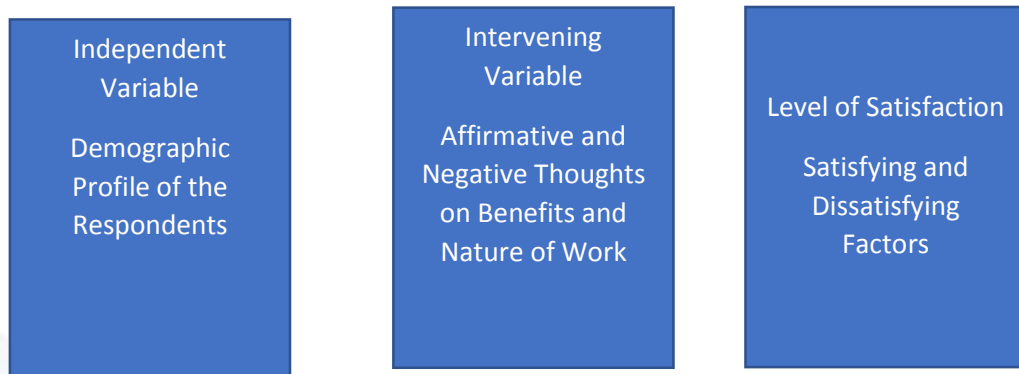 Independent
Variable
Demographic
Profile of the
Respondents
Intervening
Variable
Affirmative and
Negative Thoughts
on Benefits and
Nature of Work
Level of Satisfaction
Satisfying and
Dissatisfying
Factors